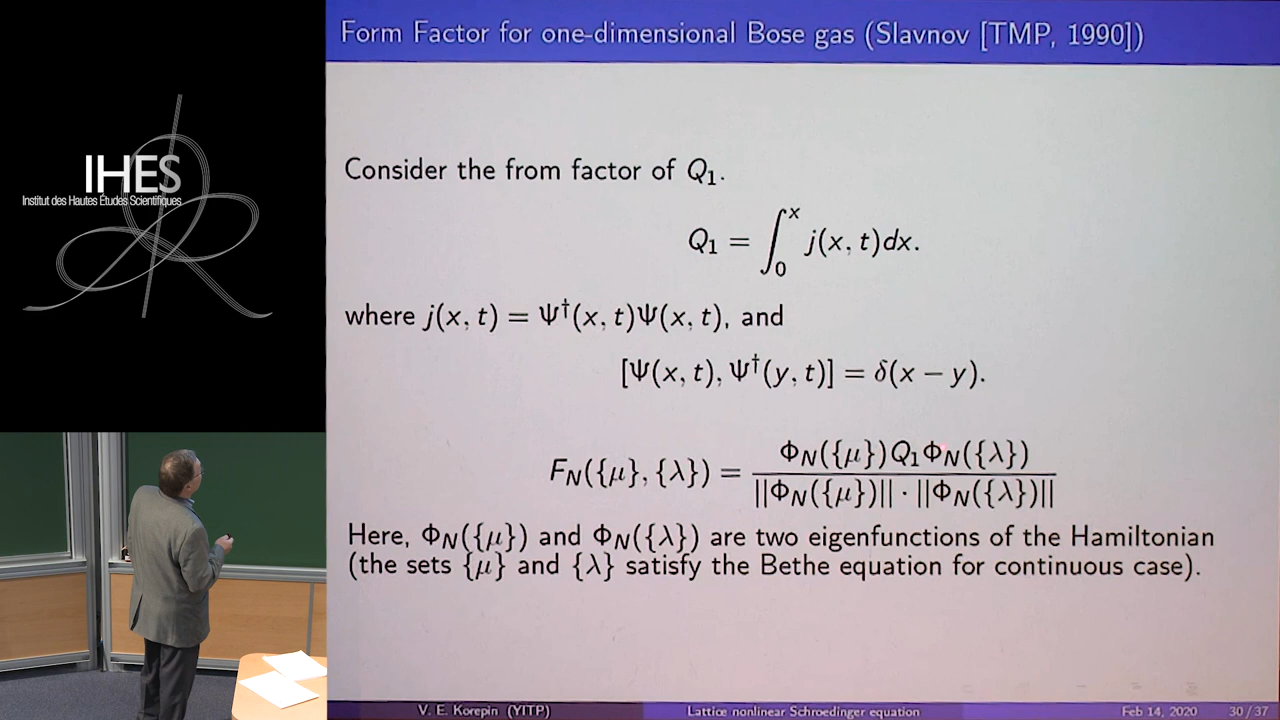 Form Factor for one-dimensional Bose gas (Slavnov [TMP, 1990])
IHES
Institut des Hautes Études Scientifiques
Consider the from factor of Q₁.
Q₁ = ∫₀ˣ j(x, t)dx.
where j(x, t) = Ψ†(x, t)Ψ(x, t), and
[Ψ(x, t), Ψ†(y, t)] = δ(x − y).
F_N({μ}, {λ}) = Φ_N({μ})Q₁Φ_N({λ}) / ||Φ_N({μ})|| · ||Φ_N({λ})||
Here, Φ_N({μ}) and Φ_N({λ}) are two eigenfunctions of the Hamiltonian
(the sets {μ} and {λ} satisfy the Bethe equation for continuous case).
V. E. Korepin (YITP) Lattice nonlinear Schroedinger equation Feb 14, 2020 30 / 37